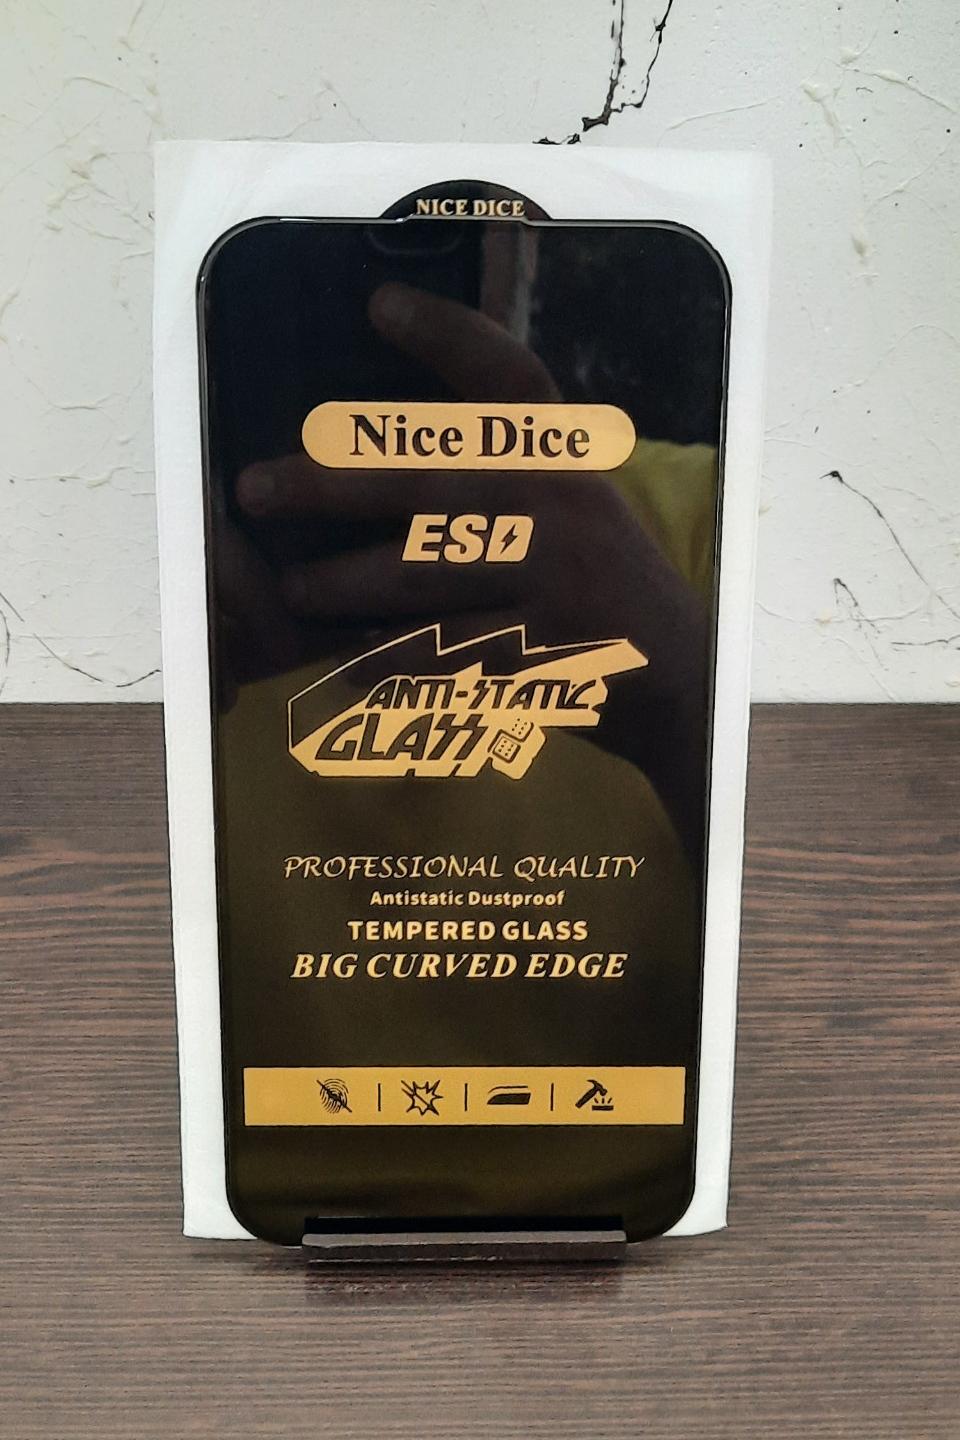 NICE DICE
Nice Dice
ESD
ANTI-STATIC
GLASS
PROFESSIONAL QUALITY
Antistatic Dustproof
TEMPERED GLASS
BIG CURVED EDGE